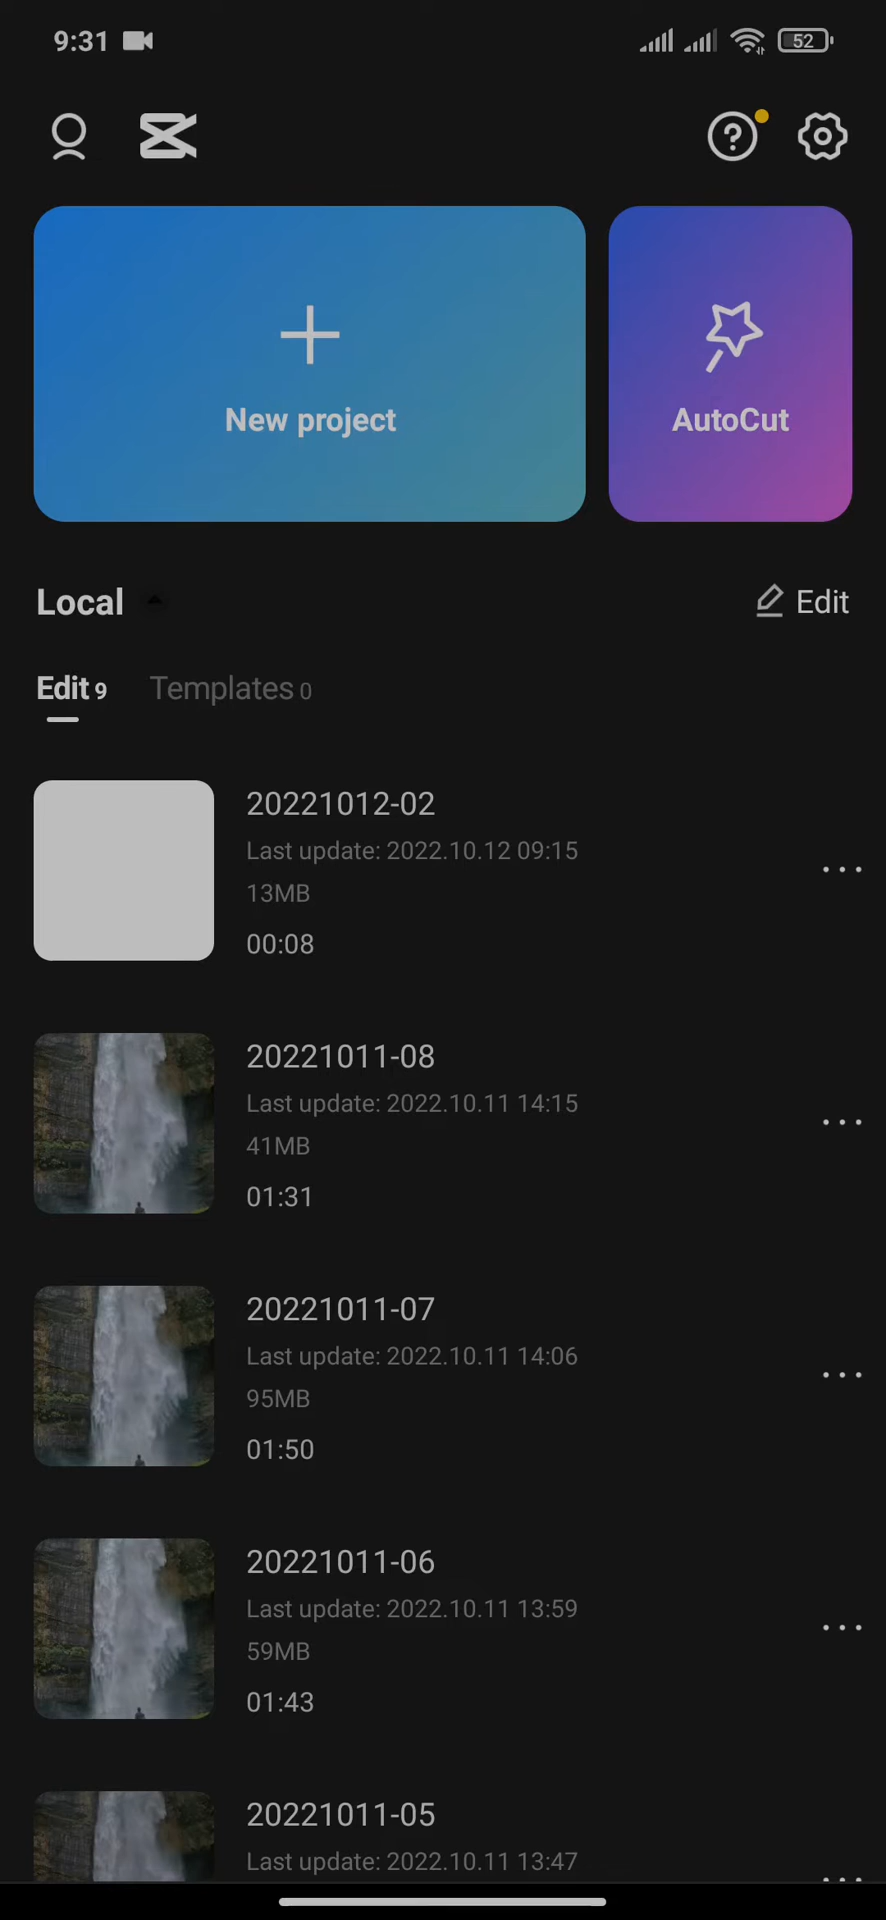 9:31
52
New project
AutoCut
Local
Edit
Edit 9
Templates 0
20221012-02
Last update: 2022.10.12 09:15
13MB
00:08
20221011-08
Last update: 2022.10.11 14:15
41MB
01:31
20221011-07
Last update: 2022.10.11 14:06
95MB
01:50
20221011-06
Last update: 2022.10.11 13:59
59MB
01:43
20221011-05
Last update: 2022.10.11 13:47